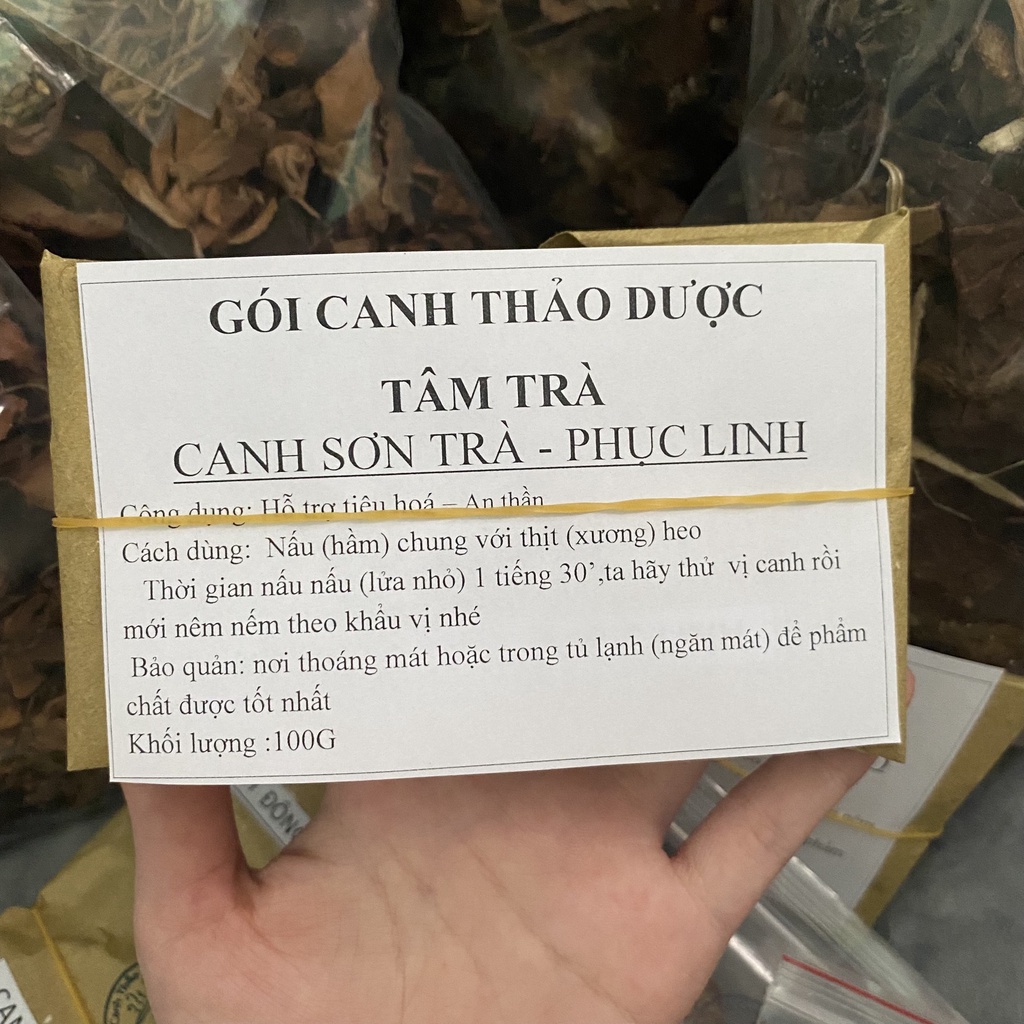 GÓI CANH THẢO DƯỢC
TÂM TRÀ
CANH SƠN TRÀ - PHỤC LINH
Công dụng: Hỗ trợ tiêu hoá – An thần
Cách dùng: Nấu (hầm) chung với thịt (xương) heo
Thời gian nấu nấu (lửa nhỏ) 1 tiếng 30’,ta hãy thử vị canh rồi
mới nêm nếm theo khẩu vị nhé
Bảo quản: nơi thoáng mát hoặc trong tủ lạnh (ngăn mát) để phẩm
chất được tốt nhất
Khối lượng :100G